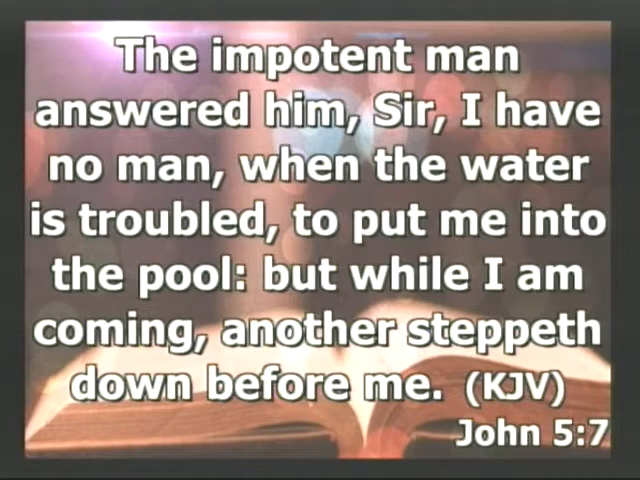 The impotent man
answered him, Sir, I have
no man, when the water
is troubled, to put me into
the pool: but while I am
coming, another steppeth
down before me. (KJV)
John 5:7